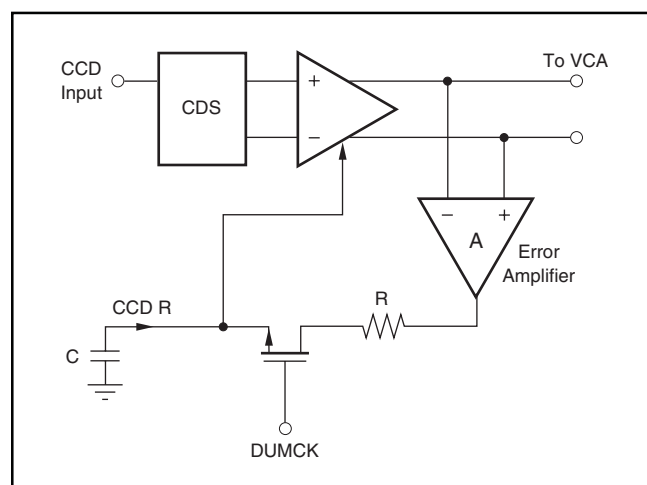 CCD
Input
CDS
+
−
To VCA
−
+
A
Error
Amplifier
R
CCD R
C
DUMCK